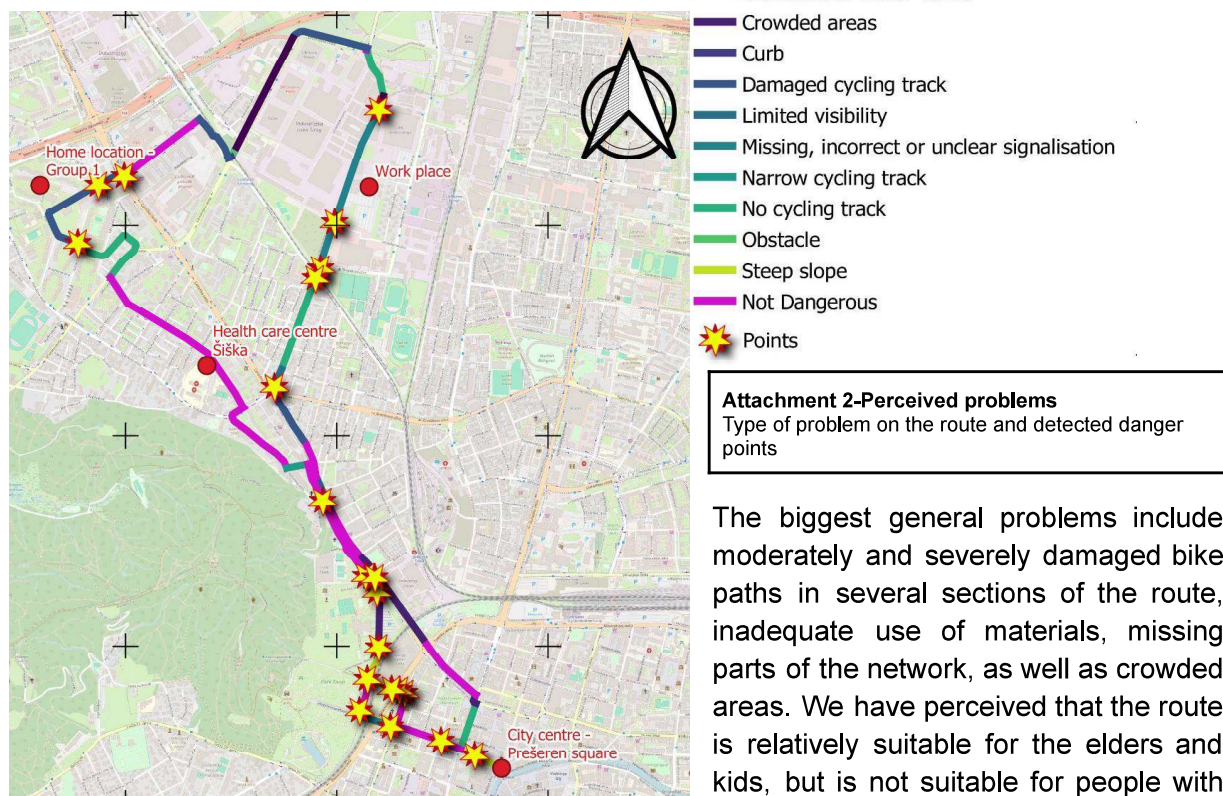 Home location -
Group 1
Work place
Health care centre
Šiška
City centre -
Prešeren square
Crowded areas
Curb
Damaged cycling track
Limited visibility
Missing, incorrect or unclear signalisation
Narrow cycling track
No cycling track
Obstacle
Steep slope
Not Dangerous
Points
Attachment 2-Perceived problems
Type of problem on the route and detected danger
points
The biggest general problems include
moderately and severely damaged bike
paths in several sections of the route,
inadequate use of materials, missing
parts of the network, as well as crowded
areas. We have perceived that the route
is relatively suitable for the elders and
kids, but is not suitable for people with